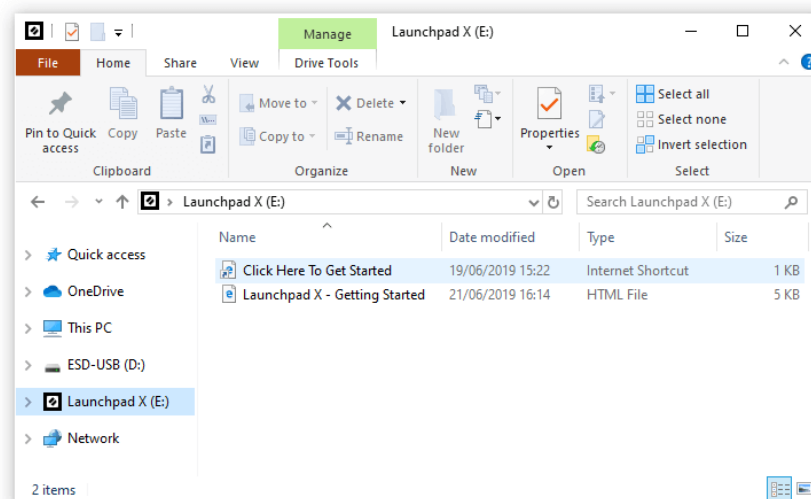 Manage Launchpad X (E:)
File Home Share View Drive Tools
Pin to Quick access
Copy
Paste
Move to
Copy to
Delete
Rename
New folder
Properties
Select all
Select none
Invert selection
Clipboard Organize New Open Select
Launchpad X (E:) Search Launchpad X (E:)
Name Date modified Type Size
Quick access
OneDrive
This PC
ESD-USB (D:)
Launchpad X (E:)
Network
Click Here To Get Started 19/06/2019 15:22 Internet Shortcut 1 KB
Launchpad X - Getting Started 21/06/2019 16:14 HTML File 5 KB
2 items